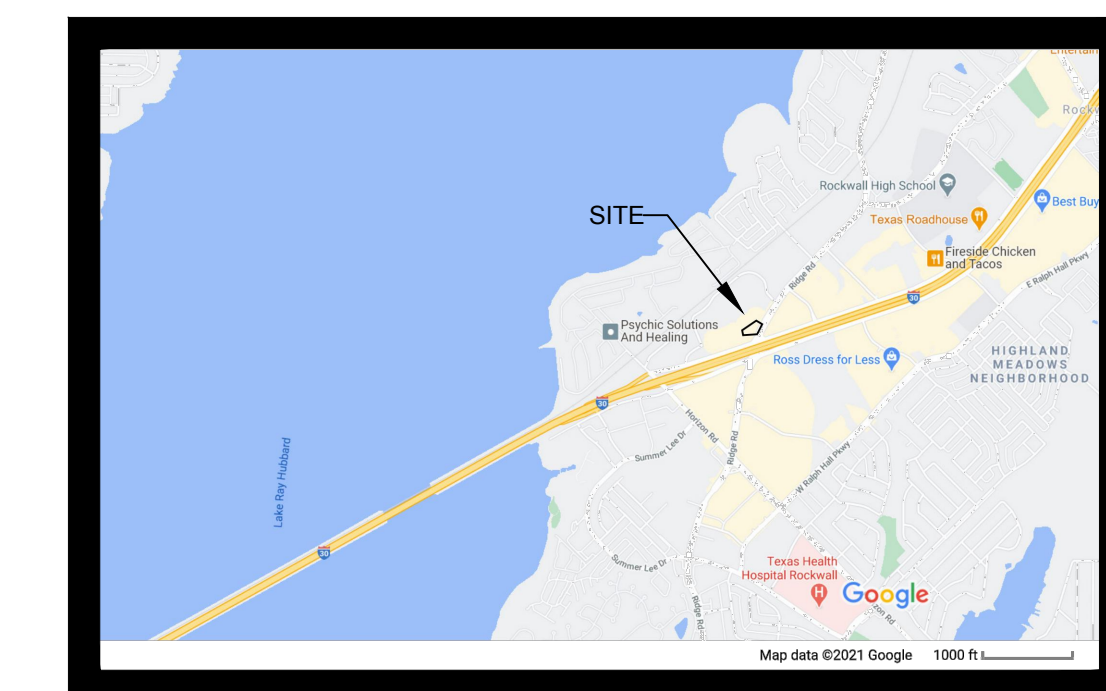 Entertain
Rockw
Rockwall High School
Best Buy
Texas Roadhouse
SITE
Fireside Chicken
and Tacos
E Ralph Hall Pkwy
Ridge Rd
30
Psychic Solutions
And Healing
Ross Dress for Less
HIGHLAND
MEADOWS
NEIGHBORHOOD
30
Horizon Rd
Summer Lee Dr
Ridge Rd
W Ralph Hall Pkwy
Lake Ray Hubbard
30
Summer Lee Dr
Texas Health
Hospital Rockwall
H
Google
Ridge Rd
zon Rd
Map data ©2021 Google 1000 ft